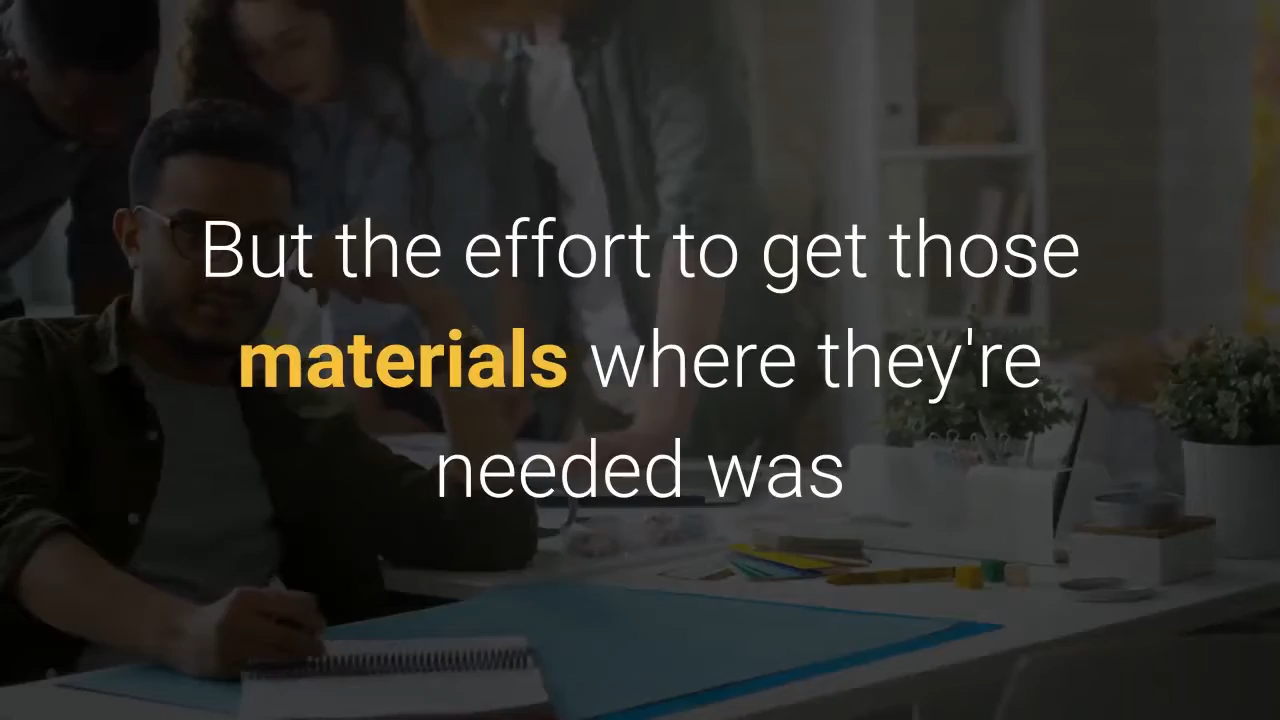 But the effort to get those
materials where they're
needed was